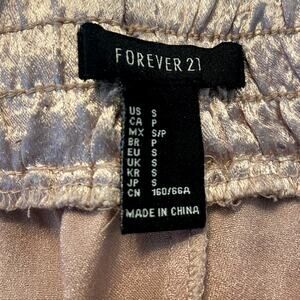 FOREVER 21
US S
CA P
MX S/P
BR P
EU S
UK S
KR S
JP S
CN 160/66A
MADE IN CHINA